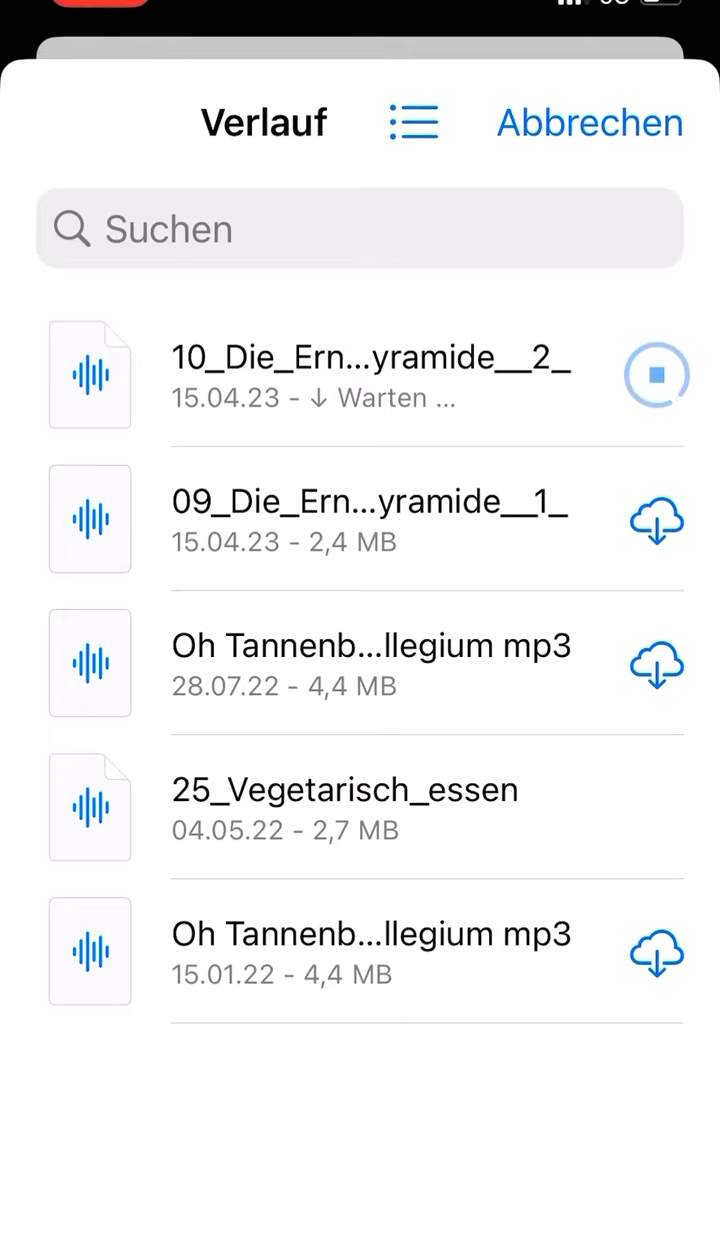 Verlauf
Abbrechen
Suchen
10_Die_Ern...yramide__2_
15.04.23 - ↓ Warten ...
09_Die_Ern...yramide__1_
15.04.23 - 2,4 MB
Oh Tannenb...llegium mp3
28.07.22 - 4,4 MB
25_Vegetarisch_essen
04.05.22 - 2,7 MB
Oh Tannenb...llegium mp3
15.01.22 - 4,4 MB